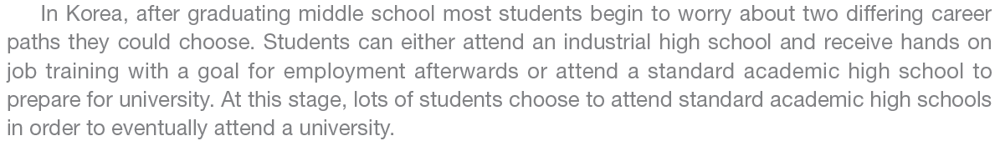 In Korea, after graduating middle school most students begin to worry about two differing career
paths they could choose. Students can either attend an industrial high school and receive hands on
job training with a goal for employment afterwards or attend a standard academic high school to
prepare for university. At this stage, lots of students choose to attend standard academic high schools
in order to eventually attend a university.